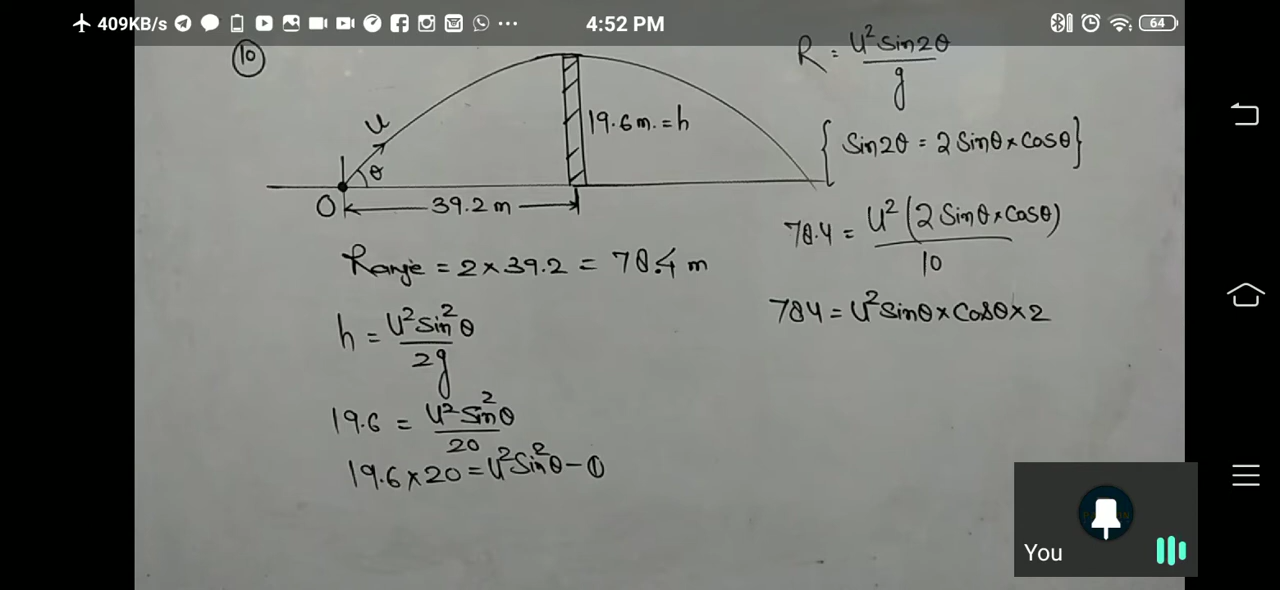 409KB/s
4:52 PM
64
10
U
θ
19.6m. = h
O
39.2 m
Range = 2 × 39.2 = 78.4 m
h = U²sin²θ / 2g
19.6 = U²sin²θ / 20
19.6 × 20 = U²sin²θ - ①
R = U²sin2θ / g
{ Sin2θ = 2 Sinθ × Cosθ }
78.4 = U² (2 Sinθ × Cosθ) / 10
784 = U²Sinθ × Cosθ × 2
You